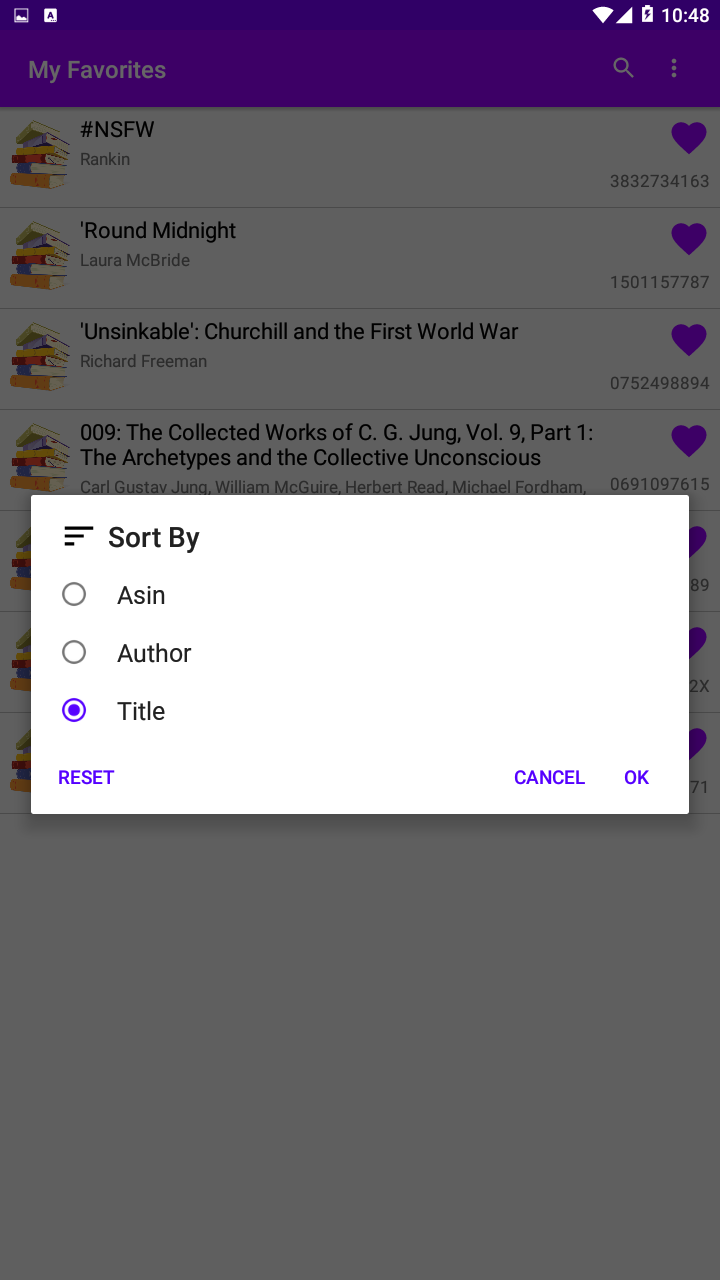 10:48
My Favorites
#NSFW
Rankin
3832734163
'Round Midnight
Laura McBride
1501157787
'Unsinkable': Churchill and the First World War
Richard Freeman
0752498894
009: The Collected Works of C. G. Jung, Vol. 9, Part 1:
The Archetypes and the Collective Unconscious
Carl Gustav Jung, William McGuire, Herbert Read, Michael Fordham,
0691097615
Sort By
89
Asin
Author
2X
Title
RESET
CANCEL
OK
71